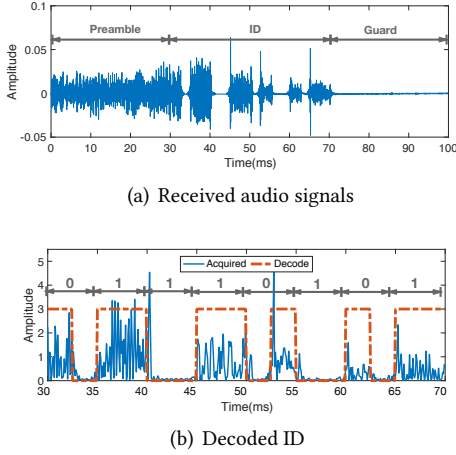 Preamble ID Guard
0.1
0.05
0
-0.05
Amplitude
0 10 20 30 40 50 60 70 80 90 100
Time(ms)
(a) Received audio signals
Acquired Decode
0 1 1 1 0 1 0 1
5
4
3
2
1
0
Amplitude
30 35 40 45 50 55 60 65 70
Time(ms)
(b) Decoded ID